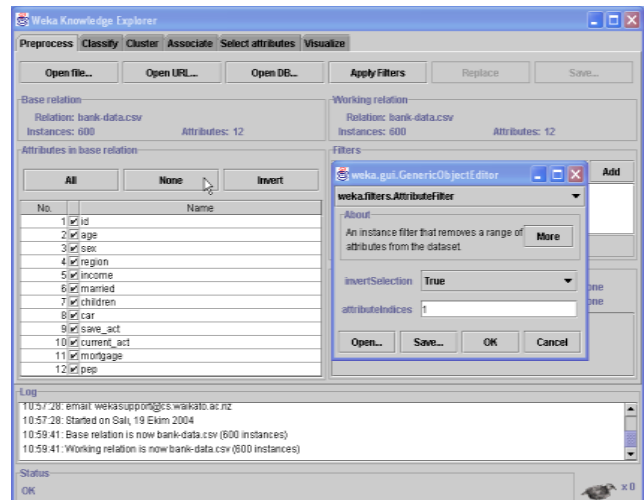 Weka Knowledge Explorer
Preprocess Classify Cluster Associate Select attributes Visualize
Open file... Open URL... Open DB... Apply Filters Replace Save...
Base relation
Relation: bank-data.csv
Instances: 600 Attributes: 12
Working relation
Relation: bank-data.csv
Instances: 600 Attributes: 12
Attributes in base relation
All None Invert
No. Name
1 id
2 age
3 sex
4 region
5 income
6 married
7 children
8 car
9 save_act
10 current_act
11 mortgage
12 pep
Filters
Add
weka.gui.GenericObjectEditor
weka.filters.AttributeFilter
About
An instance filter that removes a range of
attributes from the dataset.
More
invertSelection True
attributeIndices 1
Open... Save... OK Cancel
one
one
Log
10:57:28: email: wekasupport@cs.waikato.ac.nz
10:57:28: Started on Salı, 19 Ekim 2004
10:59:41: Base relation is now bank-data.csv (600 instances)
10:59:41: Working relation is now bank-data.csv (600 instances)
Status
OK
x 0